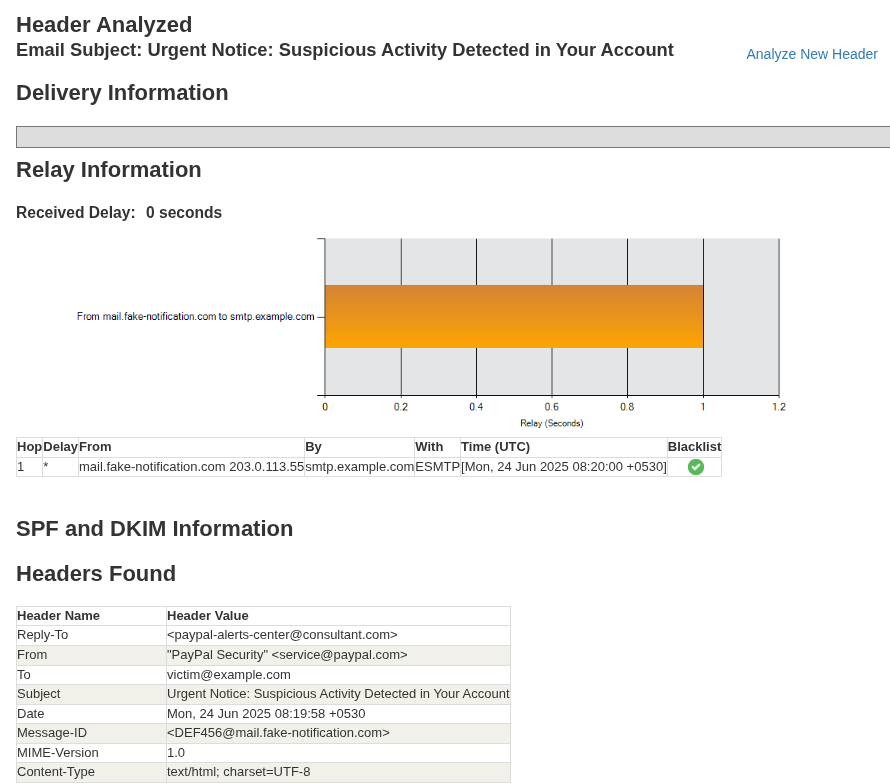 Header Analyzed
Email Subject: Urgent Notice: Suspicious Activity Detected in Your Account
Analyze New Header
Delivery Information
Relay Information
Received Delay: 0 seconds
From mail.fake-notification.com to smtp.example.com
0 0.2 0.4 0.6 0.8 1 1.2
Relay (Seconds)
Hop Delay From By With Time (UTC) Blacklist
1 * mail.fake-notification.com 203.0.113.55 smtp.example.com ESMTP [Mon, 24 Jun 2025 08:20:00 +0530]
SPF and DKIM Information
Headers Found
Header Name Header Value
Reply-To <paypal-alerts-center@consultant.com>
From "PayPal Security" <service@paypal.com>
To victim@example.com
Subject Urgent Notice: Suspicious Activity Detected in Your Account
Date Mon, 24 Jun 2025 08:19:58 +0530
Message-ID <DEF456@mail.fake-notification.com>
MIME-Version 1.0
Content-Type text/html; charset=UTF-8